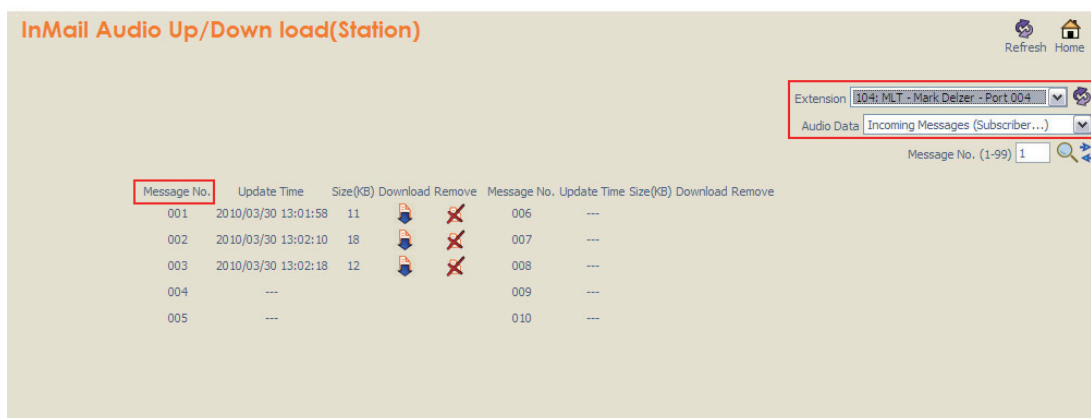 InMail Audio Up/Down load(Station)
Refresh Home
Extension 104: MLT - Mark Delzer - Port 004
Audio Data Incoming Messages (Subscriber...)
Message No. (1-99) 1
Message No. Update Time Size(KB) Download Remove Message No. Update Time Size(KB) Download Remove
001 2010/03/30 13:01:58 11 006 ---
002 2010/03/30 13:02:10 18 007 ---
003 2010/03/30 13:02:18 12 008 ---
004 --- 009 ---
005 --- 010 ---